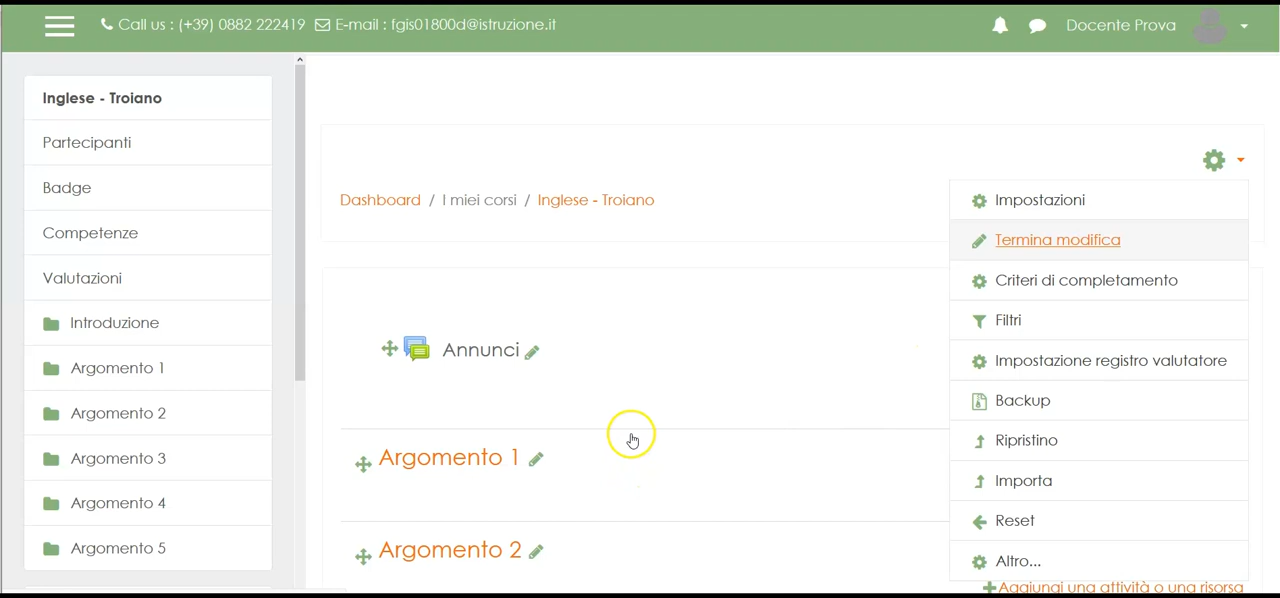 Call us : (+39) 0882 222419 E-mail : fgis01800d@istruzione.it
Docente Prova
Inglese - Troiano
Partecipanti
Badge
Competenze
Valutazioni
Introduzione
Argomento 1
Argomento 2
Argomento 3
Argomento 4
Argomento 5
Dashboard / I miei corsi / Inglese - Troiano
Annunci
Argomento 1
Argomento 2
Impostazioni
Termina modifica
Criteri di completamento
Filtri
Impostazione registro valutatore
Backup
Ripristino
Importa
Reset
Altro...
Aggiungi una attività o una risorsa